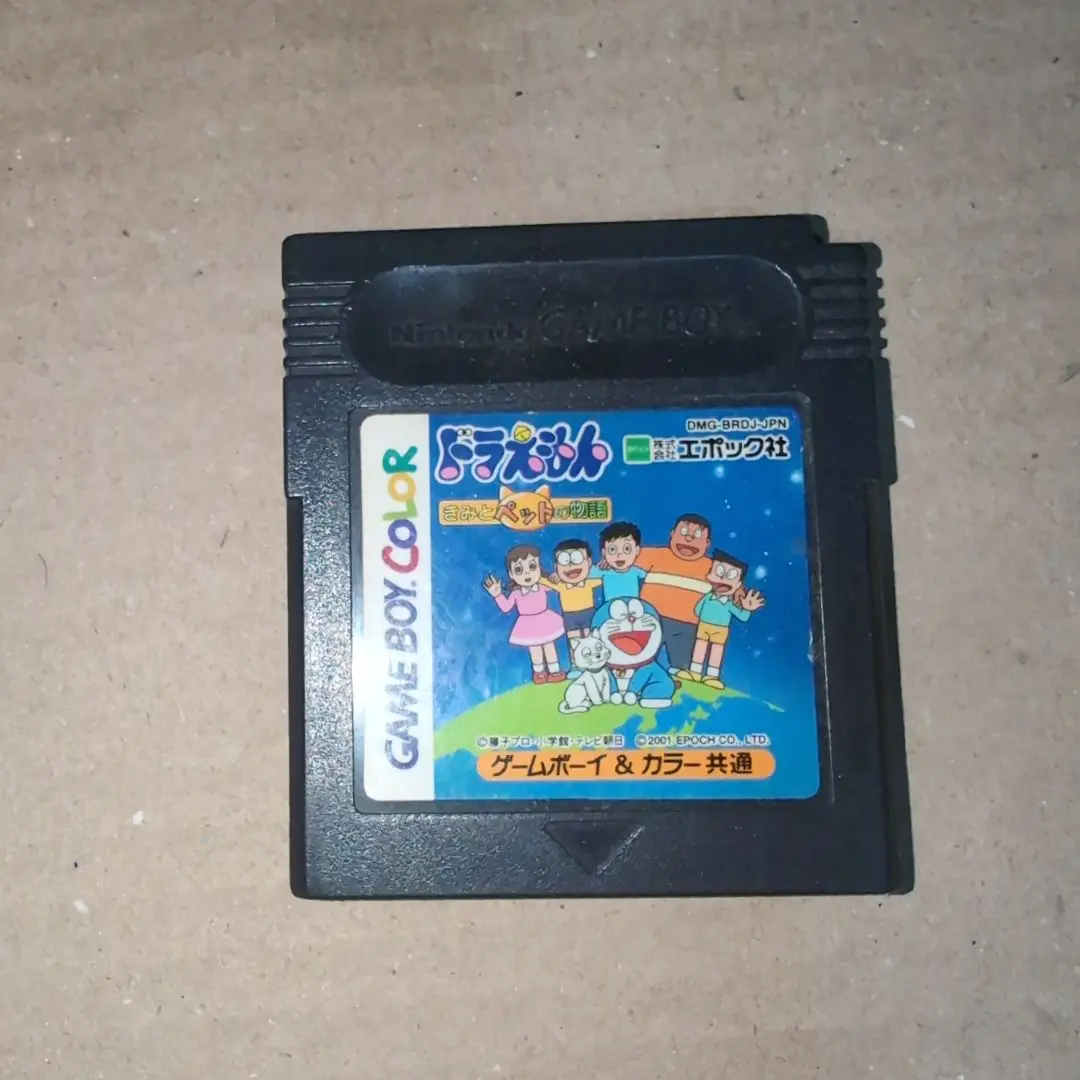 Nintendo GAME BOY
GAME BOY COLOR
DMG-BRDJ-JPN
ドラえもん
株式会社 エポック社
きみとペットの物語
©藤子プロ・小学館・テレビ朝日 ©2001 EPOCH CO., LTD.
ゲームボーイ & カラー共通